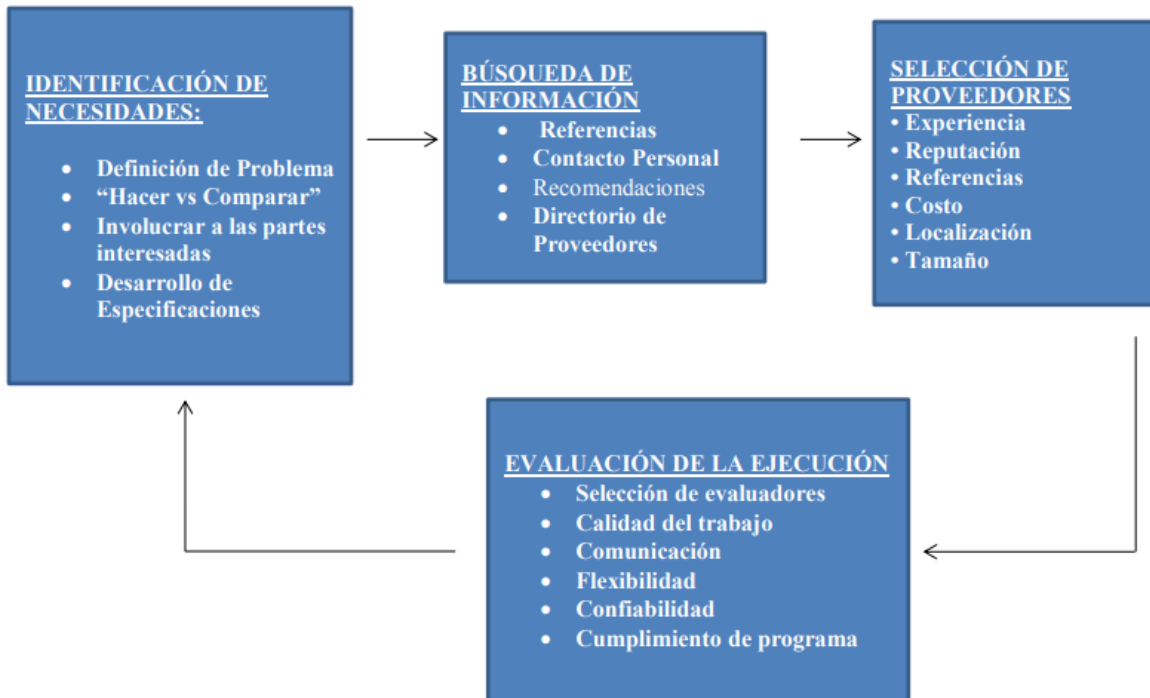 IDENTIFICACIÓN DE
NECESIDADES:
• Definición de Problema
• “Hacer vs Comparar”
• Involucrar a las partes
interesadas
• Desarrollo de
Especificaciones
BÚSQUEDA DE
INFORMACIÓN
• Referencias
• Contacto Personal
• Recomendaciones
• Directorio de
Proveedores
SELECCIÓN DE
PROVEEDORES
• Experiencia
• Reputación
• Referencias
• Costo
• Localización
• Tamaño
EVALUACIÓN DE LA EJECUCIÓN
• Selección de evaluadores
• Calidad del trabajo
• Comunicación
• Flexibilidad
• Confiabilidad
• Cumplimiento de programa